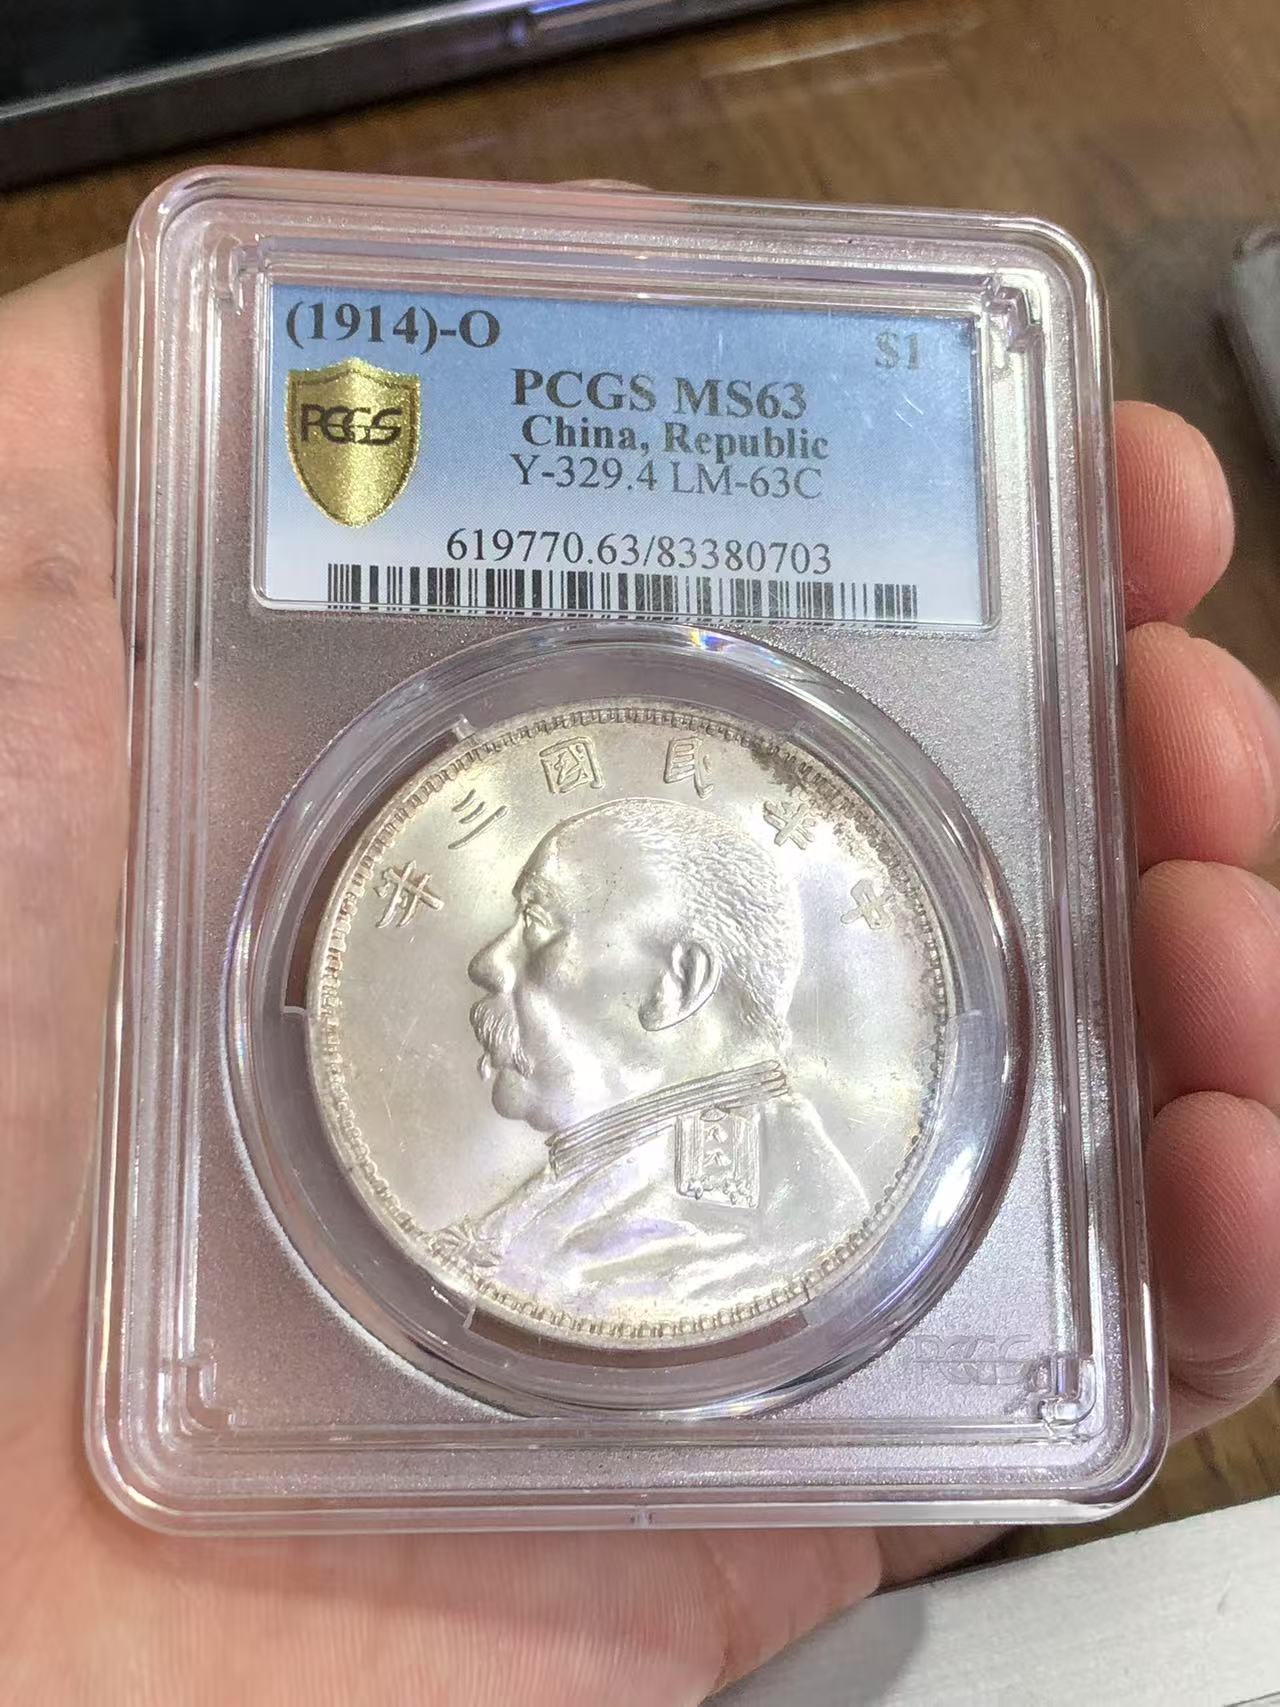 (1914)-O $1
PCGS
PCGS MS63
China, Republic
Y-329.4 LM-63C
619770.63/83380703
年三國民華中
PCGS